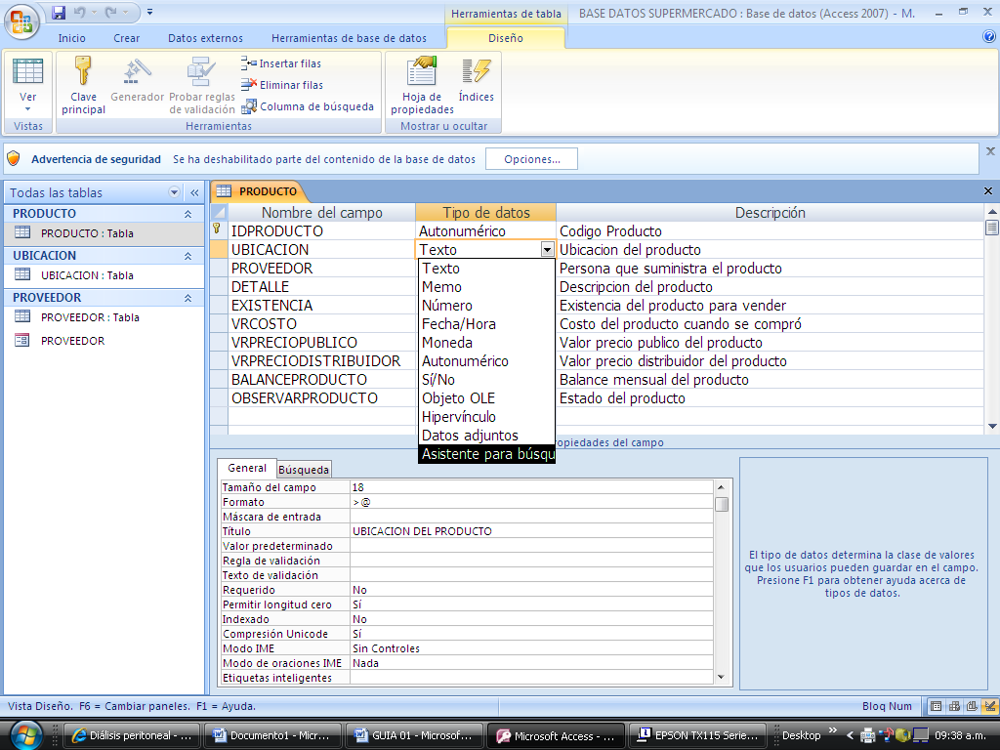 Herramientas de tabla
BASE DATOS SUPERMERCADO : Base de datos (Access 2007) - M.
Inicio
Crear
Datos externos
Herramientas de base de datos
Diseño
Ver
Vistas
Clave principal
Generador
Probar reglas de validación
Insertar filas
Eliminar filas
Columna de búsqueda
Herramientas
Hoja de propiedades
Índices
Mostrar u ocultar
Advertencia de seguridad
Se ha deshabilitado parte del contenido de la base de datos
Opciones...
Todas las tablas
PRODUCTO
PRODUCTO : Tabla
UBICACION
UBICACION : Tabla
PROVEEDOR
PROVEEDOR : Tabla
PROVEEDOR
PRODUCTO
Nombre del campo Tipo de datos Descripción
IDPRODUCTO Autonumérico Codigo Producto
UBICACION Texto Ubicacion del producto
PROVEEDOR Persona que suministra el producto
DETALLE Descripcion del producto
EXISTENCIA Existencia del producto para vender
VRCOSTO Costo del producto cuando se compró
VRPRECIOPUBLICO Valor precio publico del producto
VRPRECIODISTRIBUIDOR Valor precio distribuidor del producto
BALANCEPRODUCTO Balance mensual del producto
OBSERVARPRODUCTO Estado del producto
Texto
Memo
Número
Fecha/Hora
Moneda
Autonumérico
Sí/No
Objeto OLE
Hipervínculo
Datos adjuntos
Asistente para búsqu
ropiedades del campo
General
Búsqueda
Tamaño del campo 18
Formato >@
Máscara de entrada
Título UBICACION DEL PRODUCTO
Valor predeterminado
Regla de validación
Texto de validación
Requerido No
Permitir longitud cero Sí
Indexado No
Compresión Unicode Sí
Modo IME Sin Controles
Modo de oraciones IME Nada
Etiquetas inteligentes
El tipo de datos determina la clase de valores
que los usuarios pueden guardar en el campo.
Presione F1 para obtener ayuda acerca de
tipos de datos.
Vista Diseño. F6 = Cambiar paneles. F1 = Ayuda.
Bloq Num
Diálisis peritoneal - ...
Documento1 - Micr...
GUIA 01 - Microsof...
Microsoft Access - ...
EPSON TX115 Serie...
Desktop
09:38 a.m.